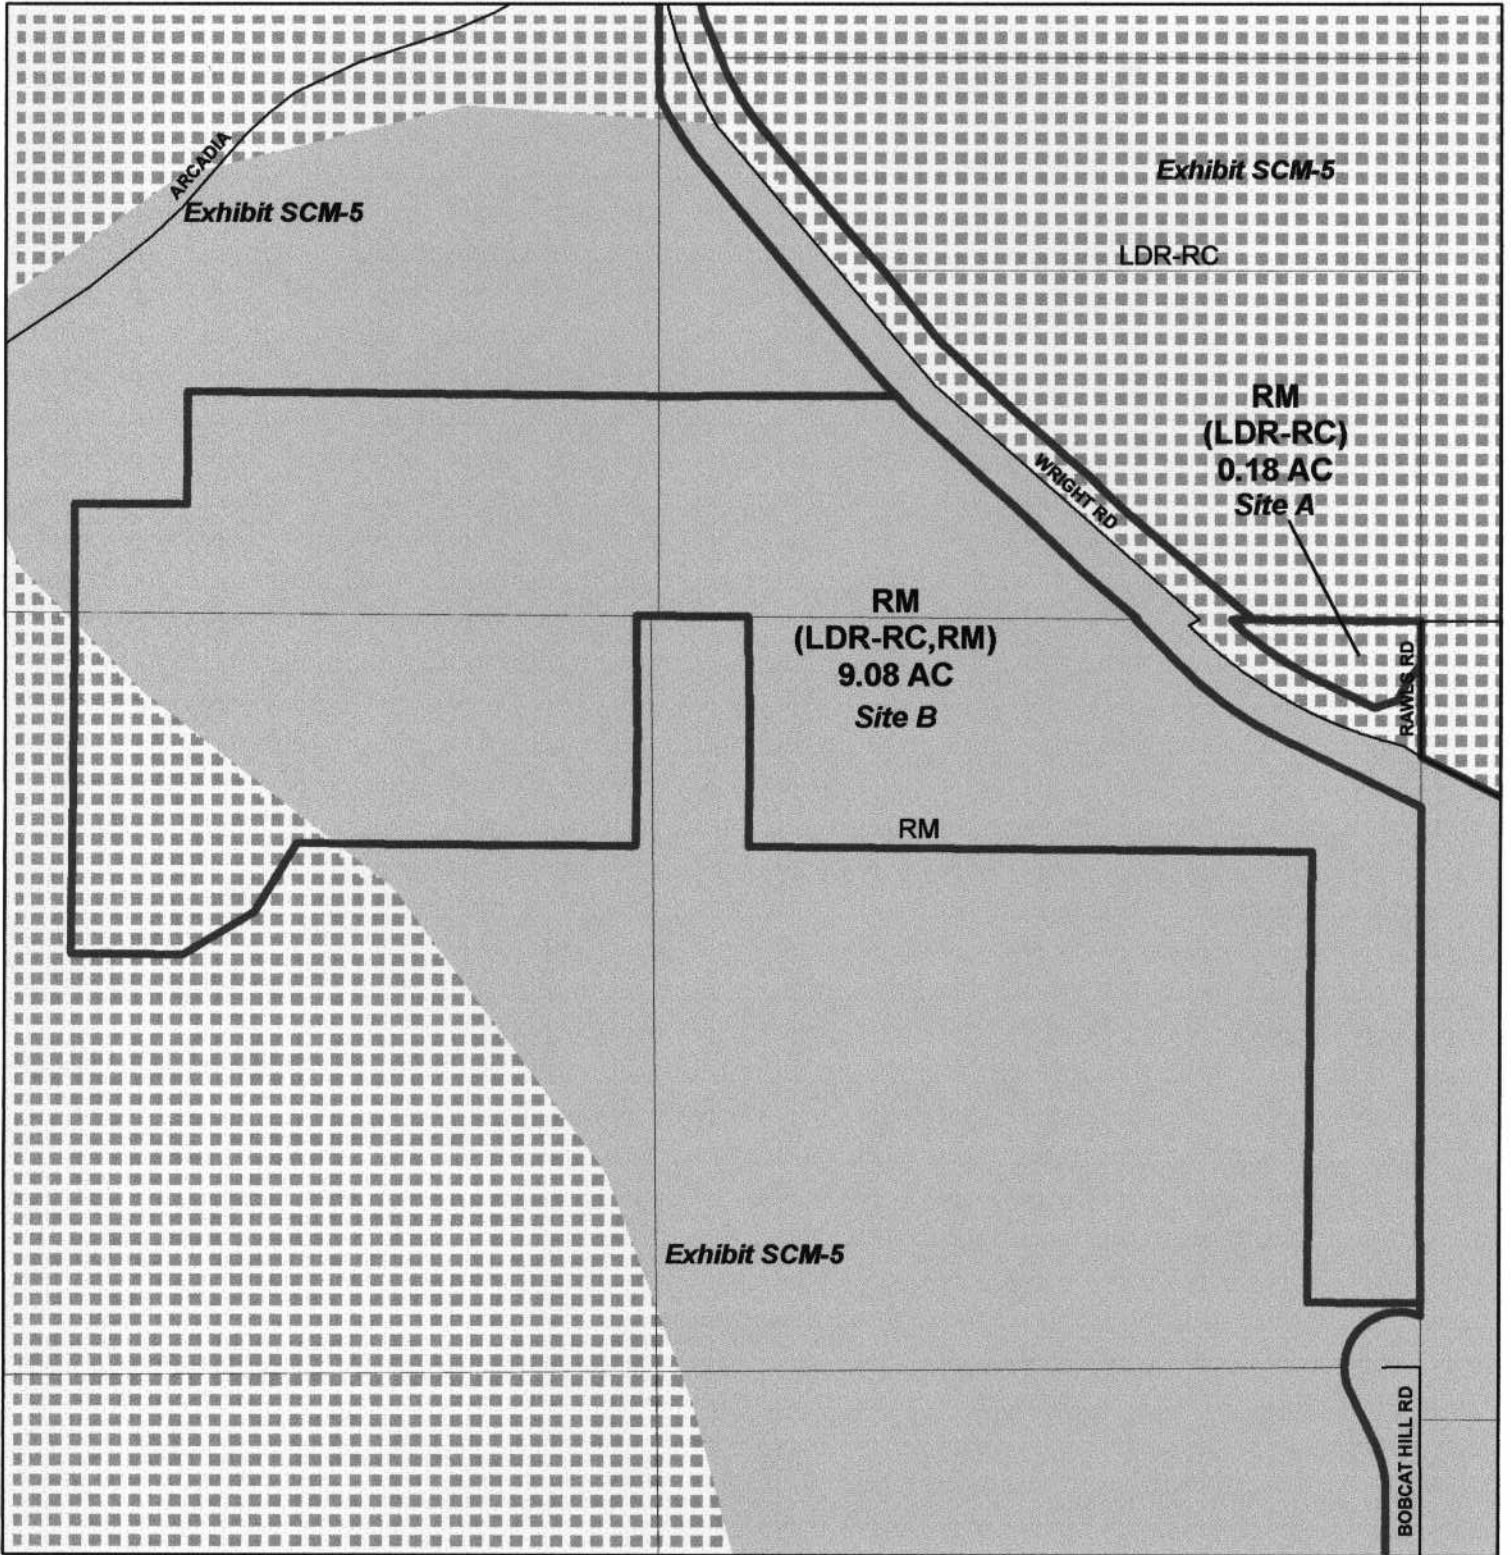 ARCADIA
Exhibit SCM-5
Exhibit SCM-5
LDR-RC
RM
(LDR-RC)
0.18 AC
Site A
WRIGHT RD
RM
(LDR-RC,RM)
9.08 AC
Site B
RAWLS RD
RM
Exhibit SCM-5
BOBCAT HILL RD